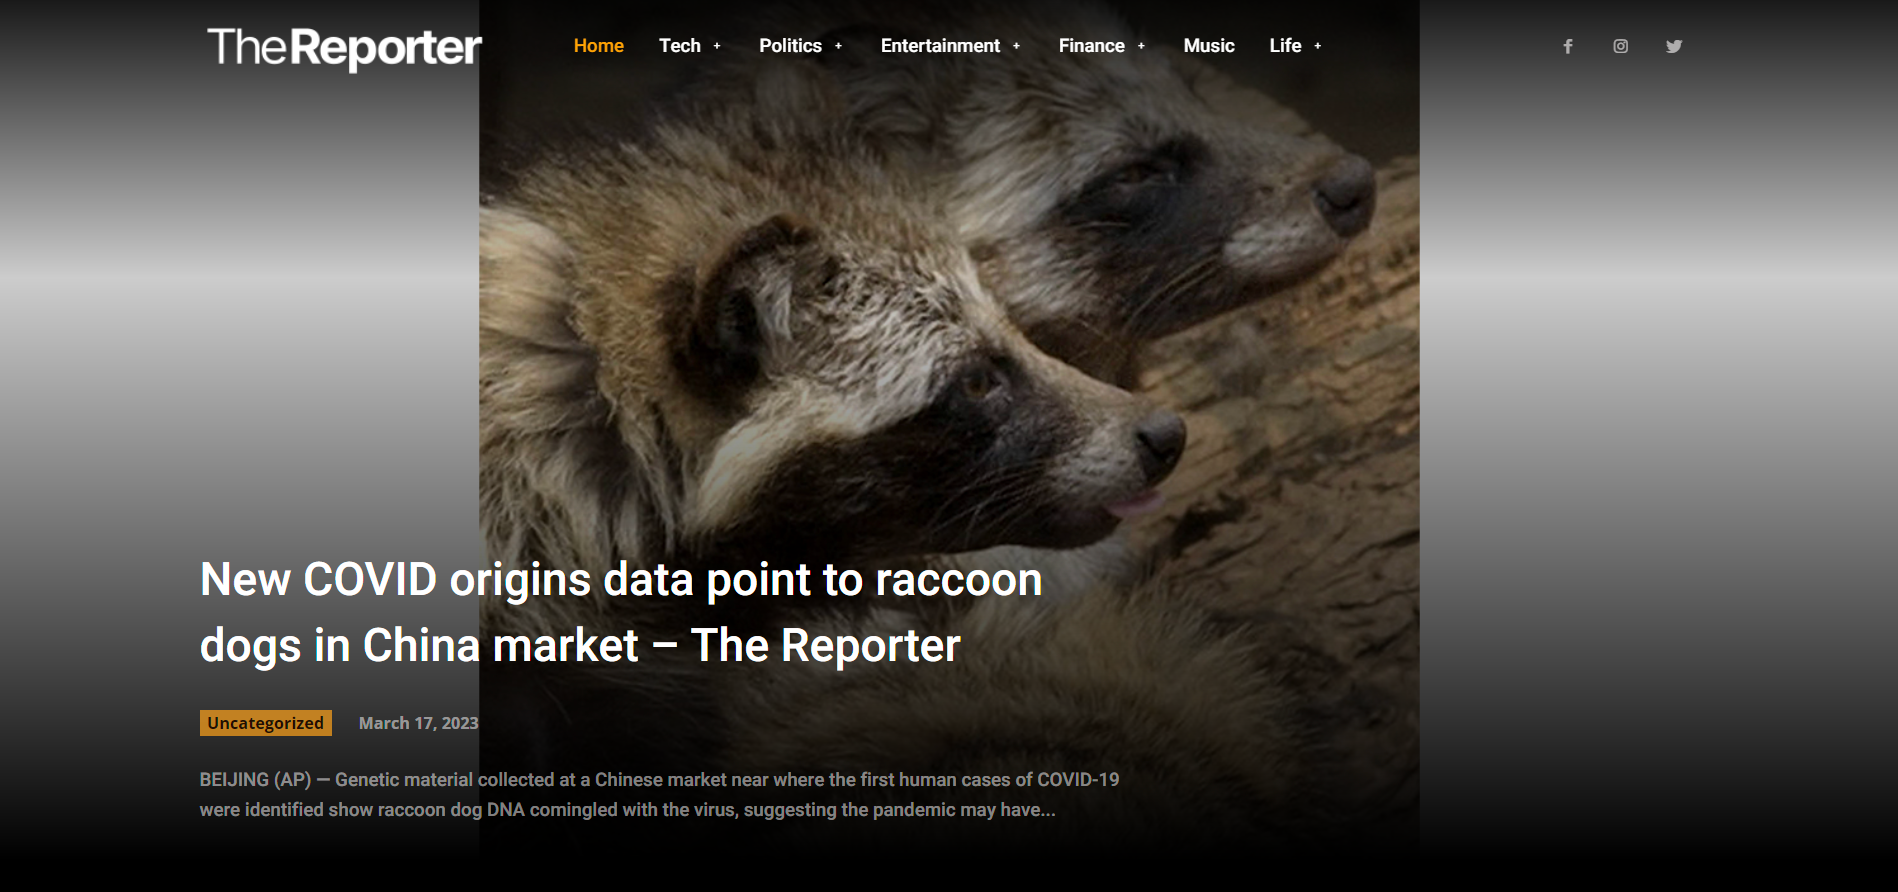 TheReporter
Home Tech + Politics + Entertainment + Finance + Music Life +
New COVID origins data point to raccoon
dogs in China market – The Reporter
Uncategorized March 17, 2023
BEIJING (AP) — Genetic material collected at a Chinese market near where the first human cases of COVID-19
were identified show raccoon dog DNA comingled with the virus, suggesting the pandemic may have...